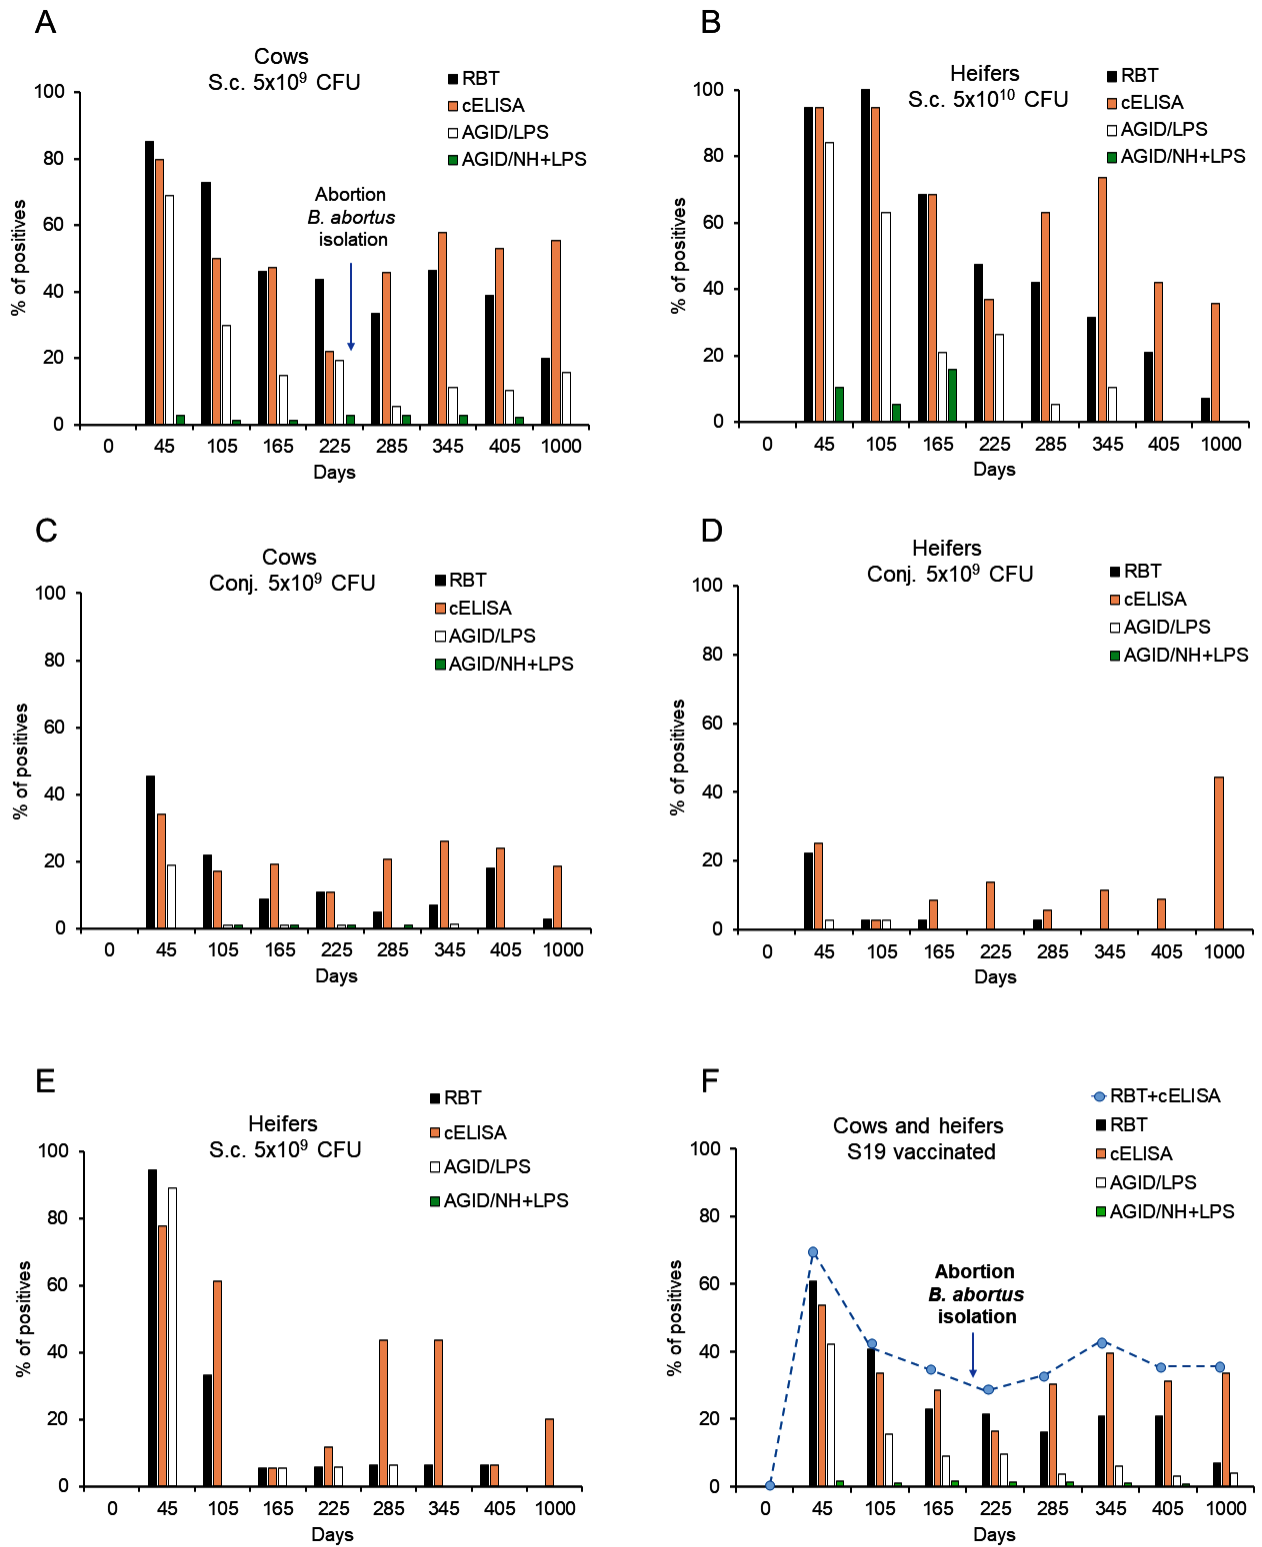 A
Cows
S.c. 5x10⁹ CFU
RBT
cELISA
AGID/LPS
AGID/NH+LPS
Abortion
B. abortus
isolation
% of positives
100
80
60
40
20
0
0 45 105 165 225 285 345 405 1000
Days
B
Heifers
S.c. 5x10¹⁰ CFU
RBT
cELISA
AGID/LPS
AGID/NH+LPS
% of positives
100
80
60
40
20
0
0 45 105 165 225 285 345 405 1000
Days
C
Cows
Conj. 5x10⁹ CFU
RBT
cELISA
AGID/LPS
AGID/NH+LPS
% of positives
100
80
60
40
20
0
0 45 105 165 225 285 345 405 1000
Days
D
Heifers
Conj. 5x10⁹ CFU
RBT
cELISA
AGID/LPS
AGID/NH+LPS
% of positives
100
80
60
40
20
0
0 45 105 165 225 285 345 405 1000
Days
E
Heifers
S.c. 5x10⁹ CFU
RBT
cELISA
AGID/LPS
AGID/NH+LPS
% of positives
100
80
60
40
20
0
0 45 105 165 225 285 345 405 1000
Days
F
Cows and heifers
S19 vaccinated
RBT+cELISA
RBT
cELISA
AGID/LPS
AGID/NH+LPS
Abortion
B. abortus
isolation
% of positives
100
80
60
40
20
0
0 45 105 165 225 285 345 405 1000
Days